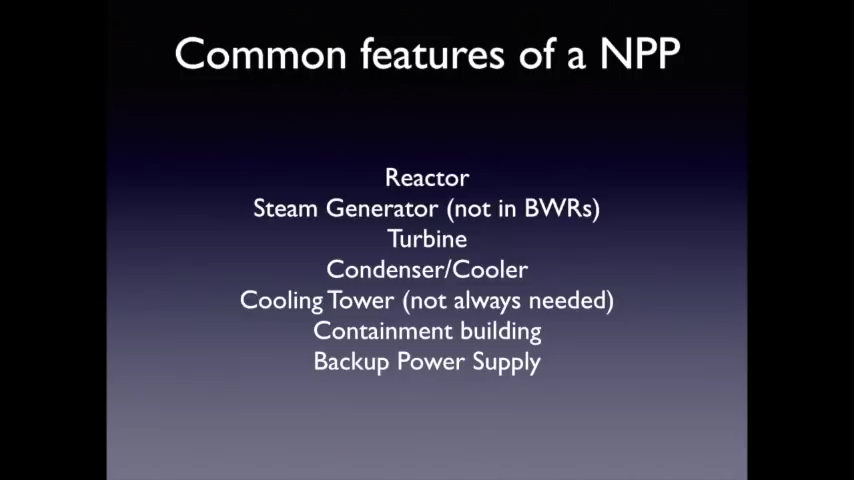 Common features of a NPP
Reactor
Steam Generator (not in BWRs)
Turbine
Condenser/Cooler
Cooling Tower (not always needed)
Containment building
Backup Power Supply